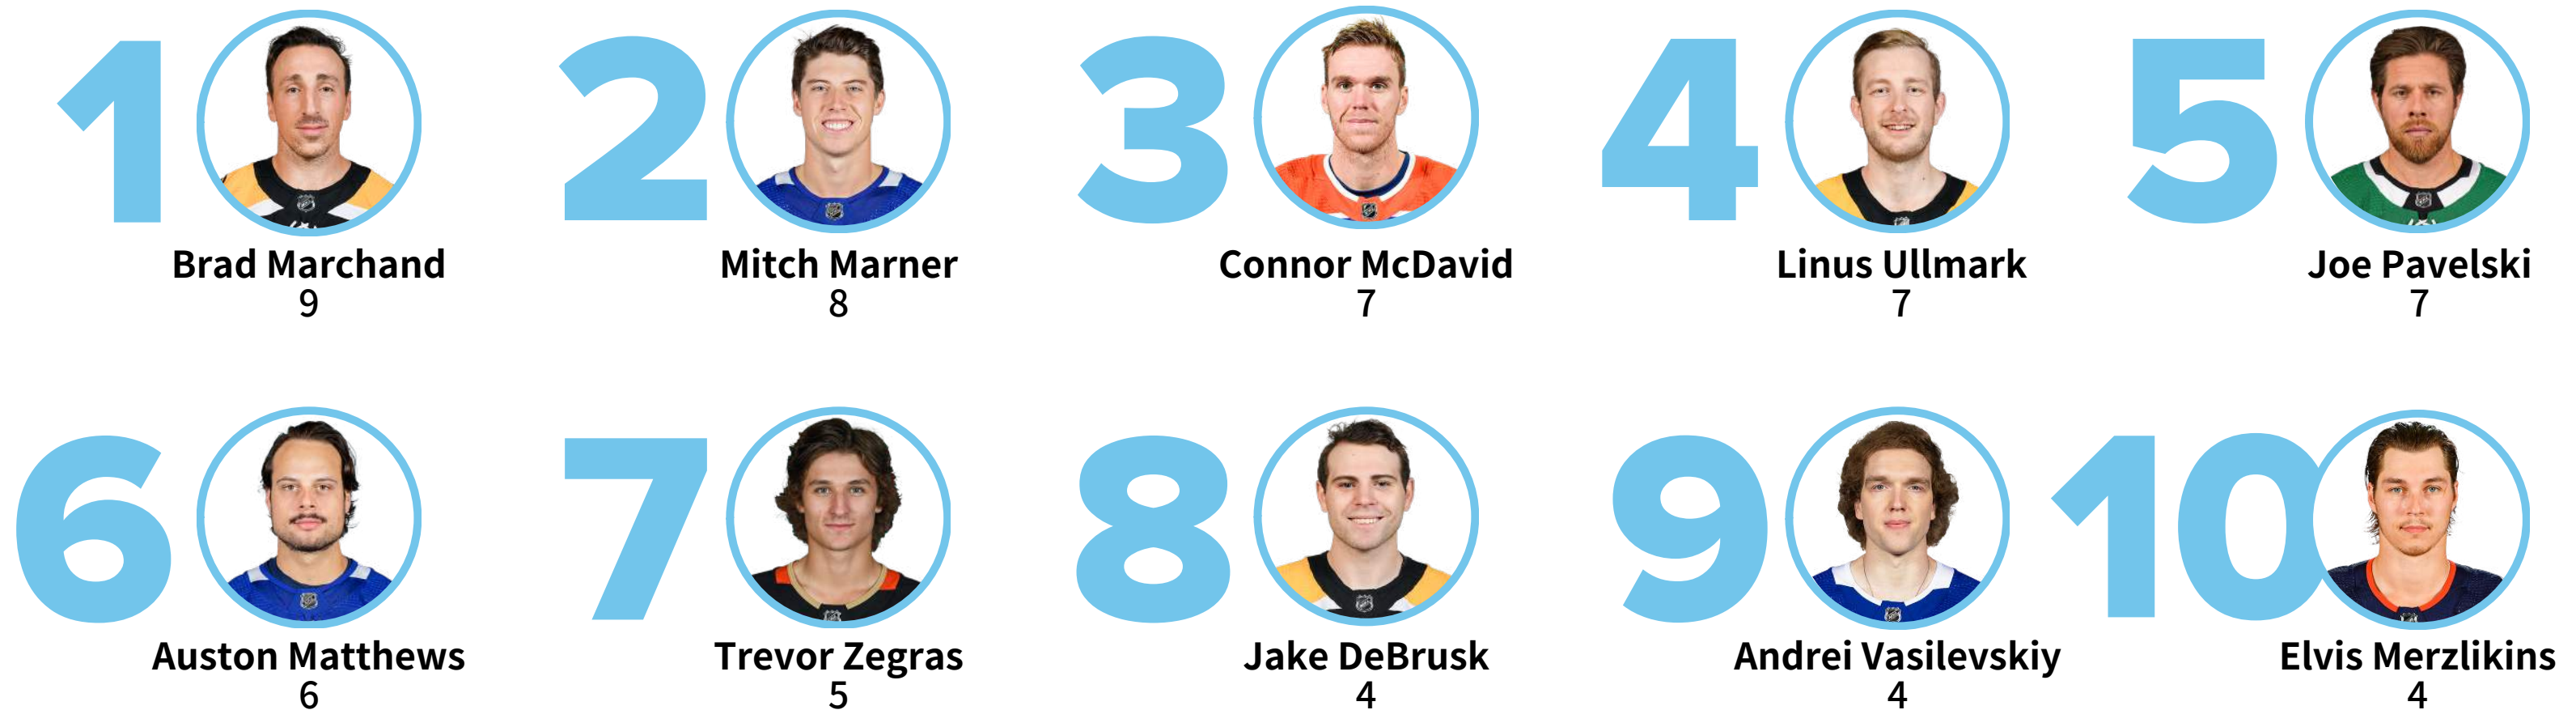 1
Brad Marchand
9
2
Mitch Marner
8
3
Connor McDavid
7
4
Linus Ullmark
7
5
Joe Pavelski
7
6
Auston Matthews
6
7
Trevor Zegras
5
8
Jake DeBrusk
4
9
Andrei Vasilevskiy
4
10
Elvis Merzlikins
4